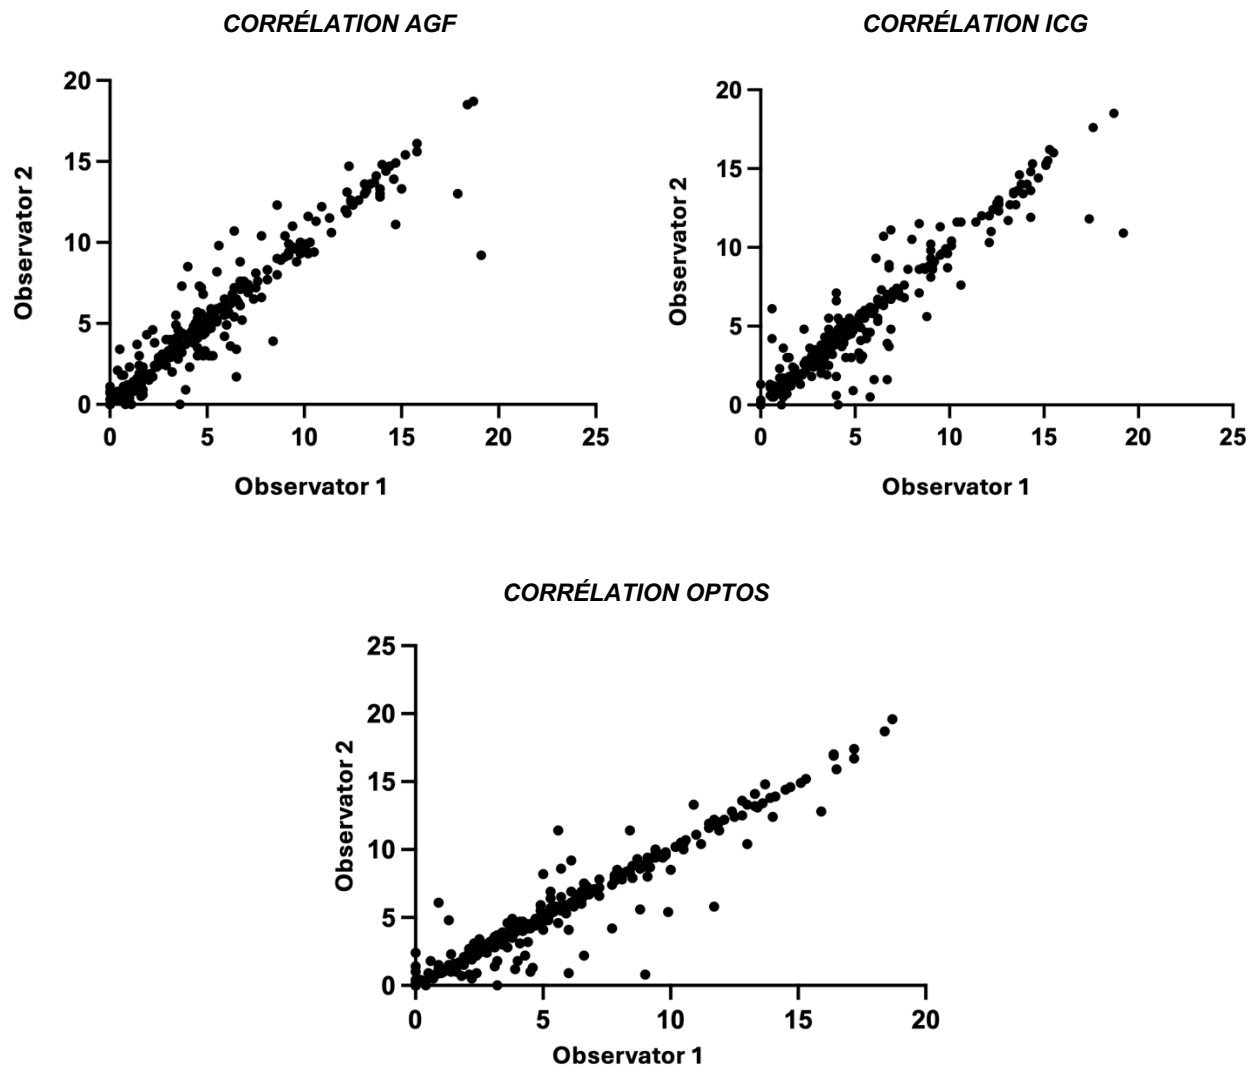 CORRÉLATION AGF
20
15
10
5
0
0 5 10 15 20 25
Observator 2
Observator 1
CORRÉLATION ICG
20
15
10
5
0
0 5 10 15 20 25
Observator 2
Observator 1
CORRÉLATION OPTOS
25
20
15
10
5
0
0 5 10 15 20
Observator 2
Observator 1